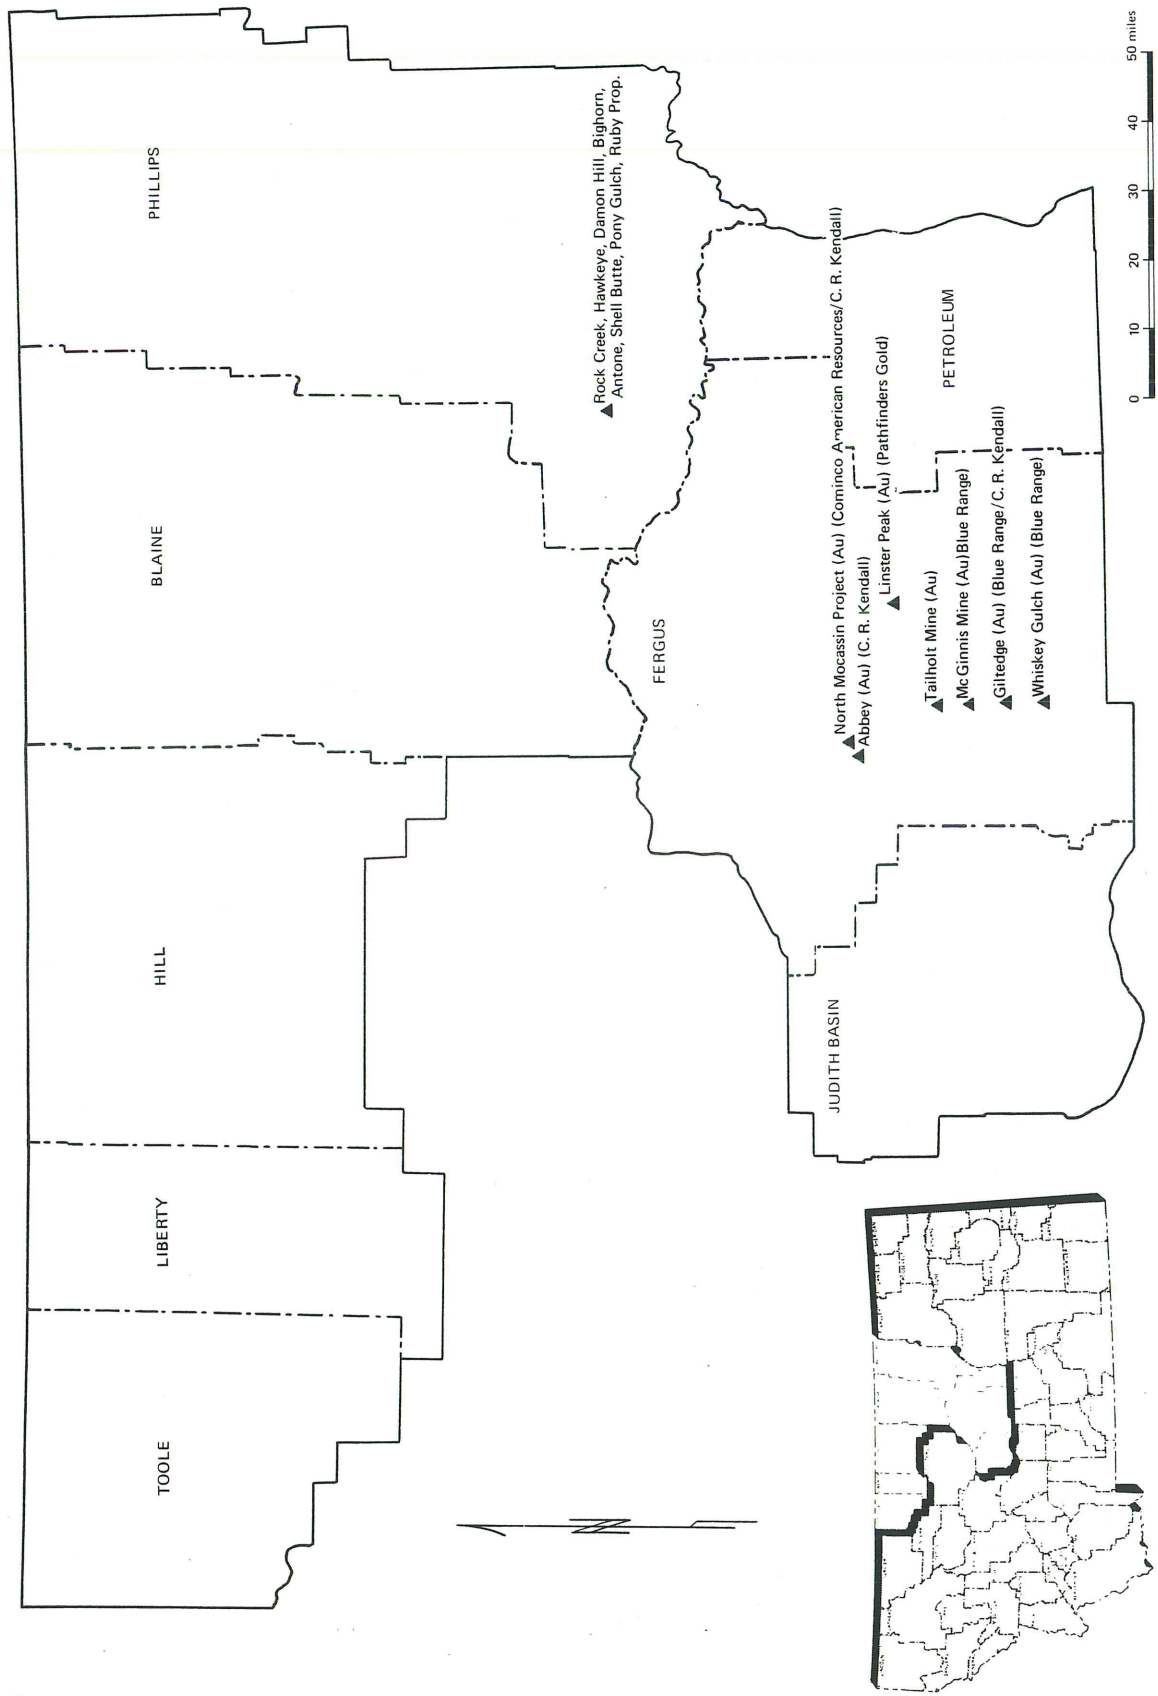 TOOLE
LIBERTY
HILL
BLAINE
PHILLIPS
▲ Rock Creek, Hawkeye, Damon Hill, Bighorn,
Antone, Shell Butte, Pony Gulch, Ruby Prop.
FERGUS
JUDITH BASIN
North Mocassin Project (Au) (Cominco American Resources/C. R. Kendall)
Abbey (Au) (C. R. Kendall)
Linster Peak (Au) (Pathfinders Gold)
Tailholt Mine (Au)
PETROLEUM
McGinnis Mine (Au)Blue Range)
Giltedge (Au) (Blue Range/C. R. Kendall)
Whiskey Gulch (Au) (Blue Range)
0 10 20 30 40 50 miles